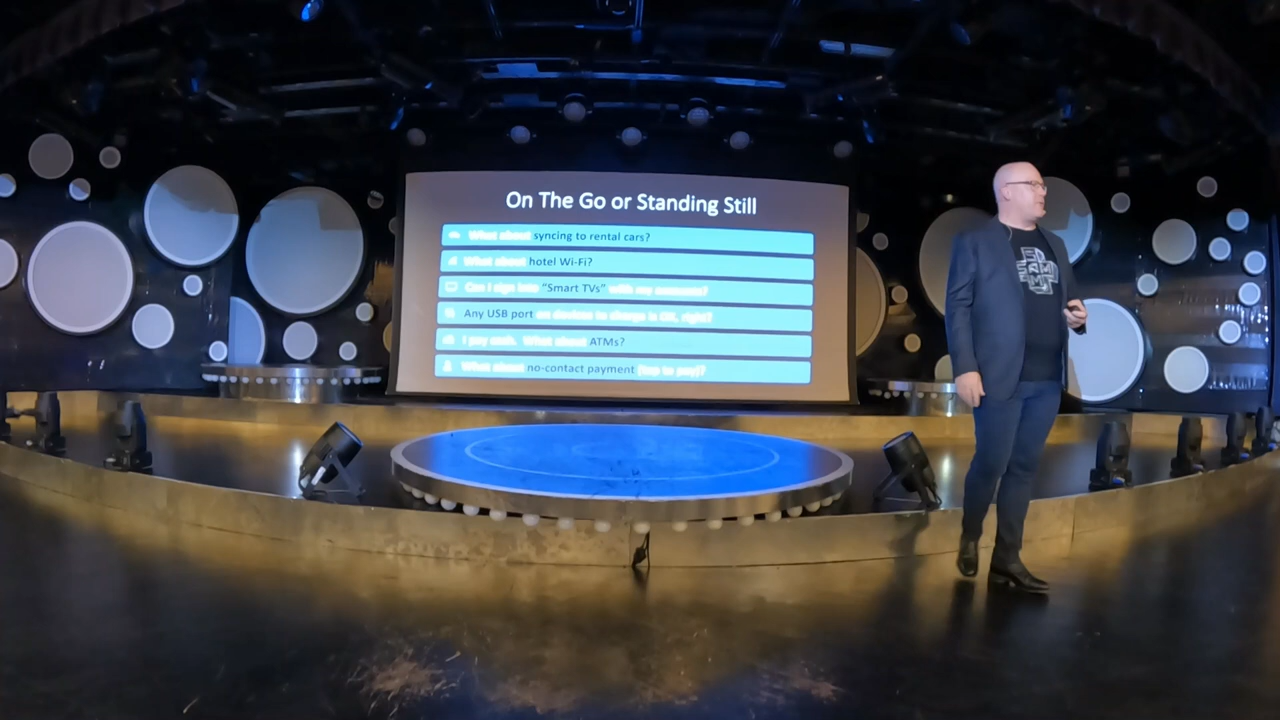 On The Go or Standing Still
What about syncing to rental cars?
What about hotel Wi-Fi?
Can I sign into "Smart TVs" with my accounts?
Any USB port on devices to charge is OK, right?
I pay cash. What about ATMs?
What about no-contact payment (tap to pay)?